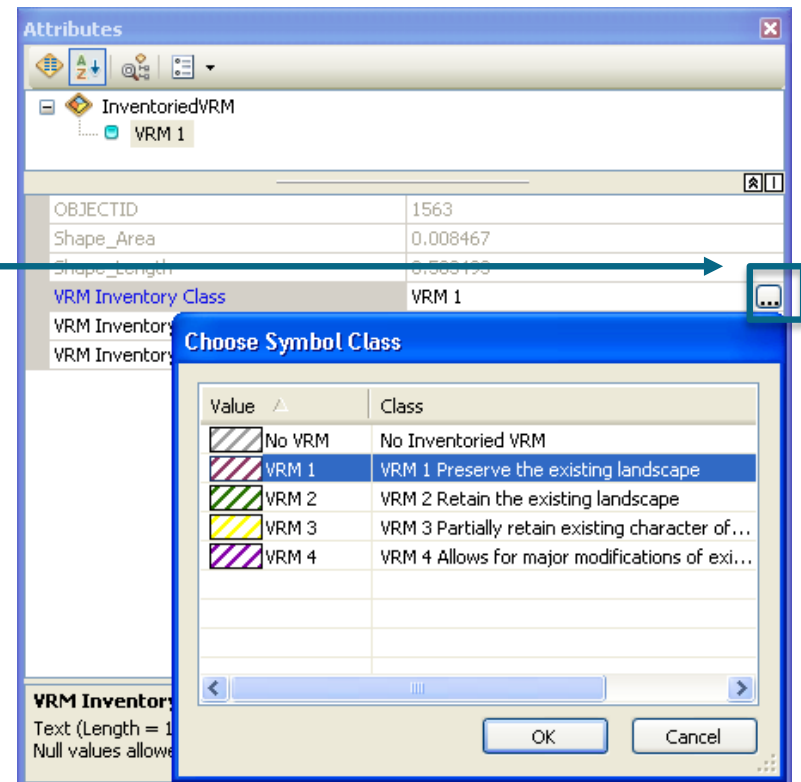 Attributes
InventoriedVRM
VRM 1
OBJECTID 1563
Shape_Area 0.008467
Shape_Length
VRM Inventory Class VRM 1 ...
VRM Inventory
VRM Inventory
Choose Symbol Class
Value Class
No VRM No Inventoried VRM
VRM 1 VRM 1 Preserve the existing landscape
VRM 2 VRM 2 Retain the existing landscape
VRM 3 VRM 3 Partially retain existing character of...
VRM 4 VRM 4 Allows for major modifications of exi...
VRM Inventory
Text (Length = 1
Null values allowe
OK Cancel